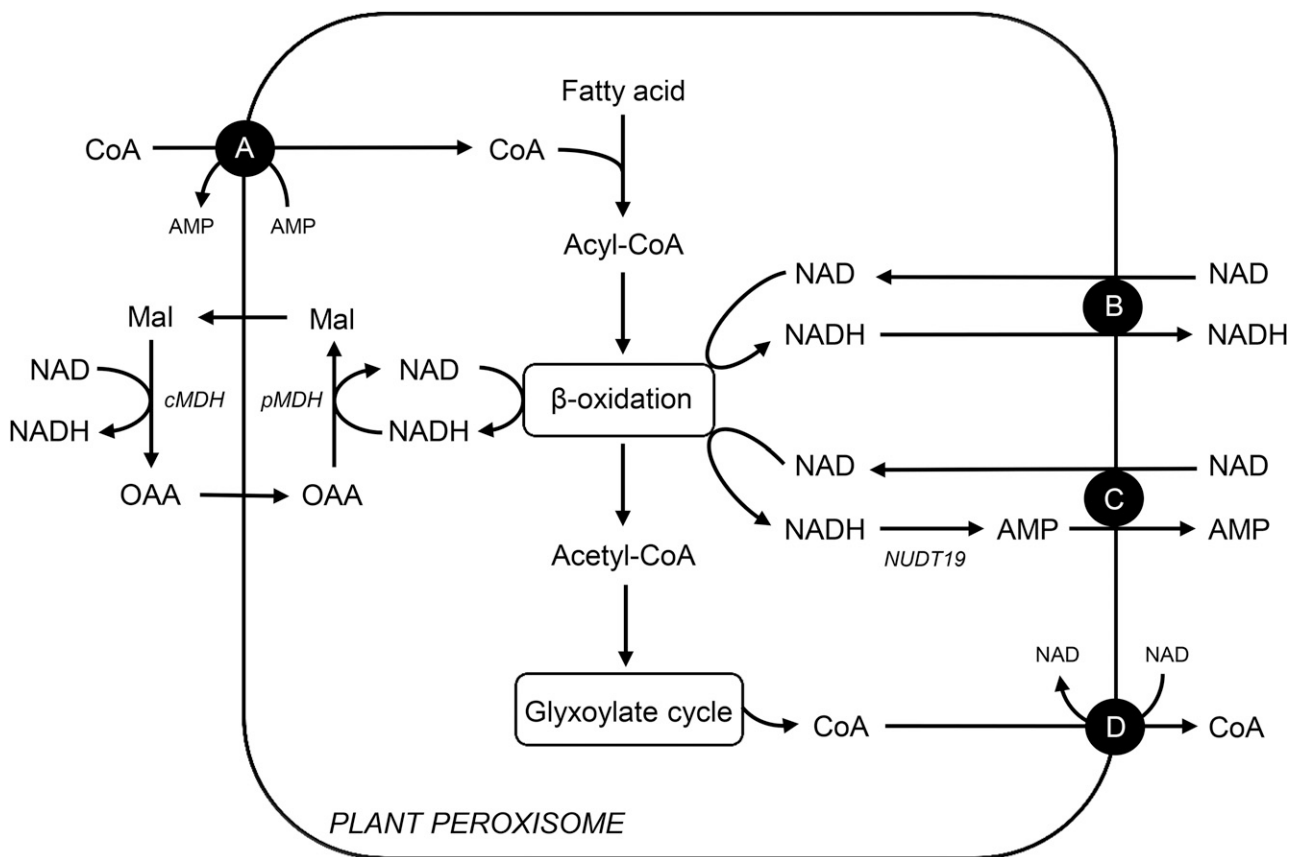 Fatty acid
CoA
A
CoA
AMP
AMP
Acyl-CoA
NAD
NAD
B
Mal
Mal
NADH
NADH
NAD
cMDH
pMDH
NAD
β-oxidation
NADH
NADH
NAD
NAD
C
OAA
OAA
NADH
AMP
AMP
NUDT19
Acetyl-CoA
NAD
NAD
Glyxoylate cycle
CoA
D
CoA
PLANT PEROXISOME